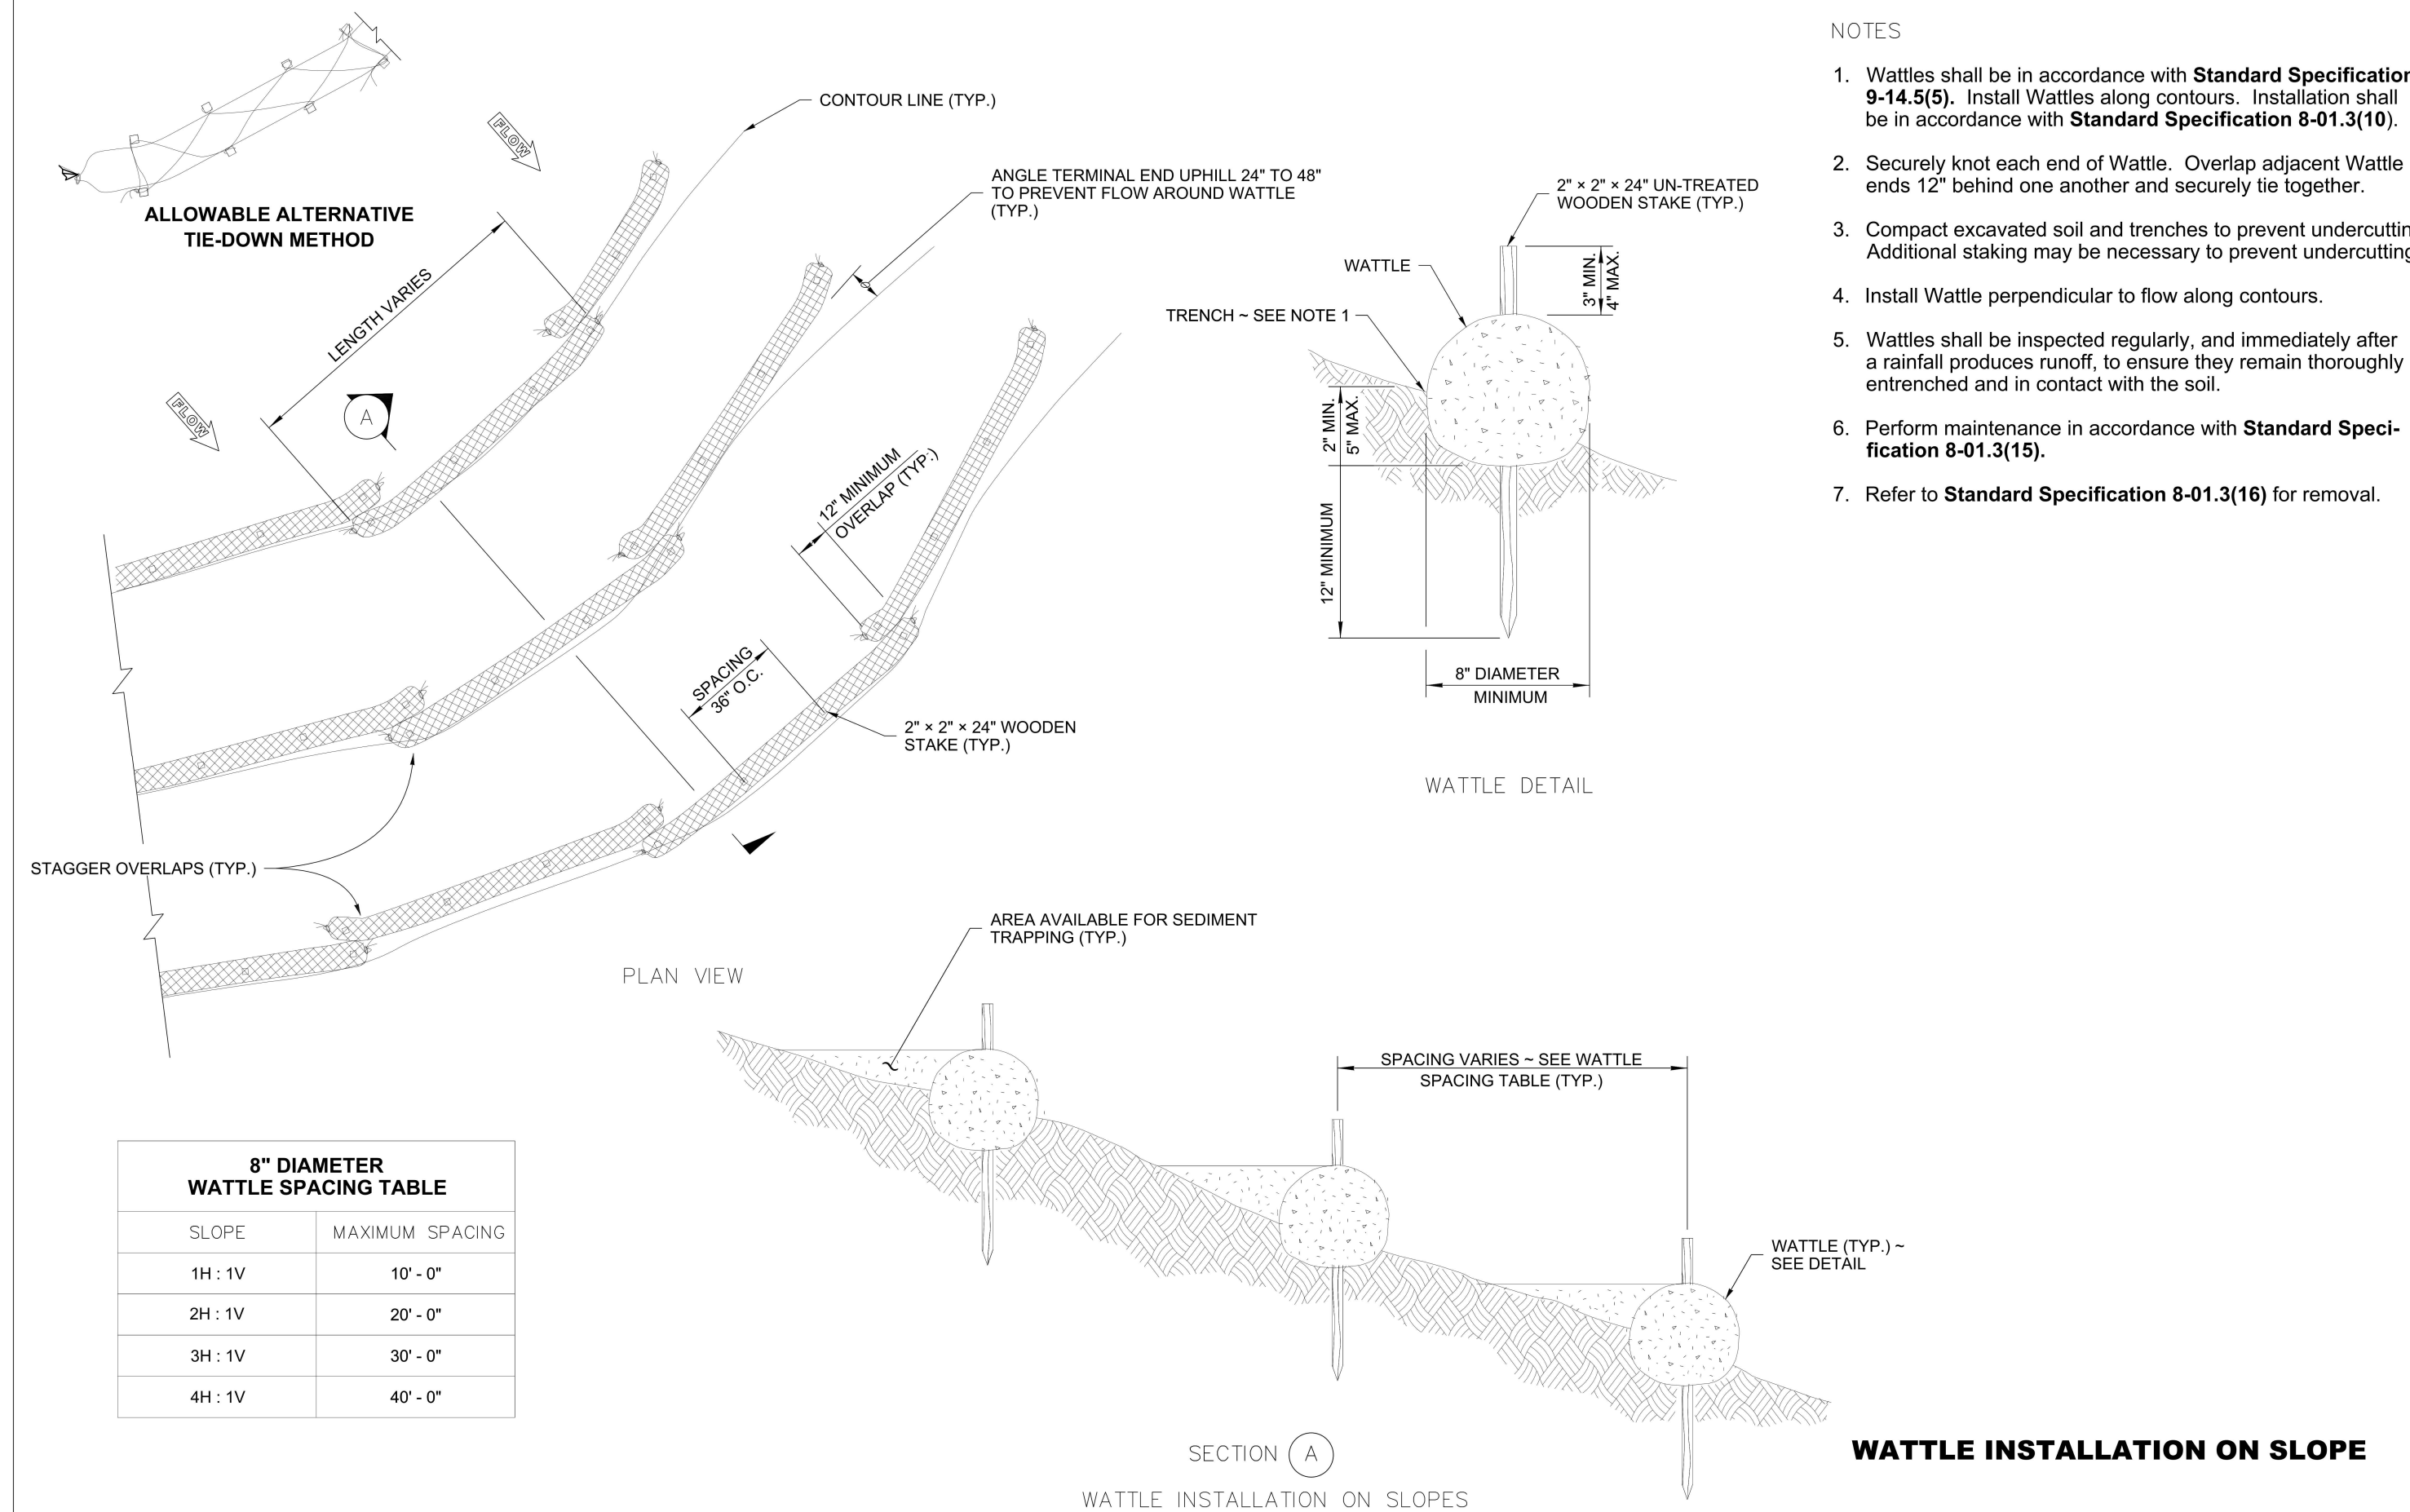 ALLOWABLE ALTERNATIVE
TIE-DOWN METHOD
FLOW
FLOW
CONTOUR LINE (TYP.)
ANGLE TERMINAL END UPHILL 24" TO 48"
TO PREVENT FLOW AROUND WATTLE
(TYP.)
LENGTH VARIES
A
12" MINIMUM
OVERLAP (TYP.)
SPACING
36" O.C.
2" × 2" × 24" WOODEN
STAKE (TYP.)
STAGGER OVERLAPS (TYP.)
PLAN VIEW
2" × 2" × 24" UN-TREATED
WOODEN STAKE (TYP.)
WATTLE
TRENCH ~ SEE NOTE 1
3" MIN.
4" MAX.
2" MIN.
5" MAX.
12" MINIMUM
8" DIAMETER
MINIMUM
WATTLE DETAIL
NOTES
1. Wattles shall be in accordance with Standard Specification
9-14.5(5). Install Wattles along contours. Installation shall
be in accordance with Standard Specification 8-01.3(10).
2. Securely knot each end of Wattle. Overlap adjacent Wattle
ends 12" behind one another and securely tie together.
3. Compact excavated soil and trenches to prevent
Additional staking may be necessary to prevent
4. Install Wattle perpendicular to flow along contours.
5. Wattles shall be inspected regularly, and immediately after
a rainfall produces runoff, to ensure they remain thoroughly
entrenched and in contact with the soil.
6. Perform maintenance in accordance with Standard Speci-
fication 8-01.3(15).
7. Refer to Standard Specification 8-01.3(16) for removal.
AREA AVAILABLE FOR SEDIMENT
TRAPPING (TYP.)
SPACING VARIES ~ SEE WATTLE
SPACING TABLE (TYP.)
WATTLE (TYP.) ~
SEE DETAIL
8" DIAMETER
WATTLE SPACING TABLE
SLOPE MAXIMUM SPACING
1H : 1V 10' - 0"
2H : 1V 20' - 0"
3H : 1V 30' - 0"
4H : 1V 40' - 0"
SECTION A
WATTLE INSTALLATION ON SLOPES
WATTLE INSTALLATION ON SLOPE